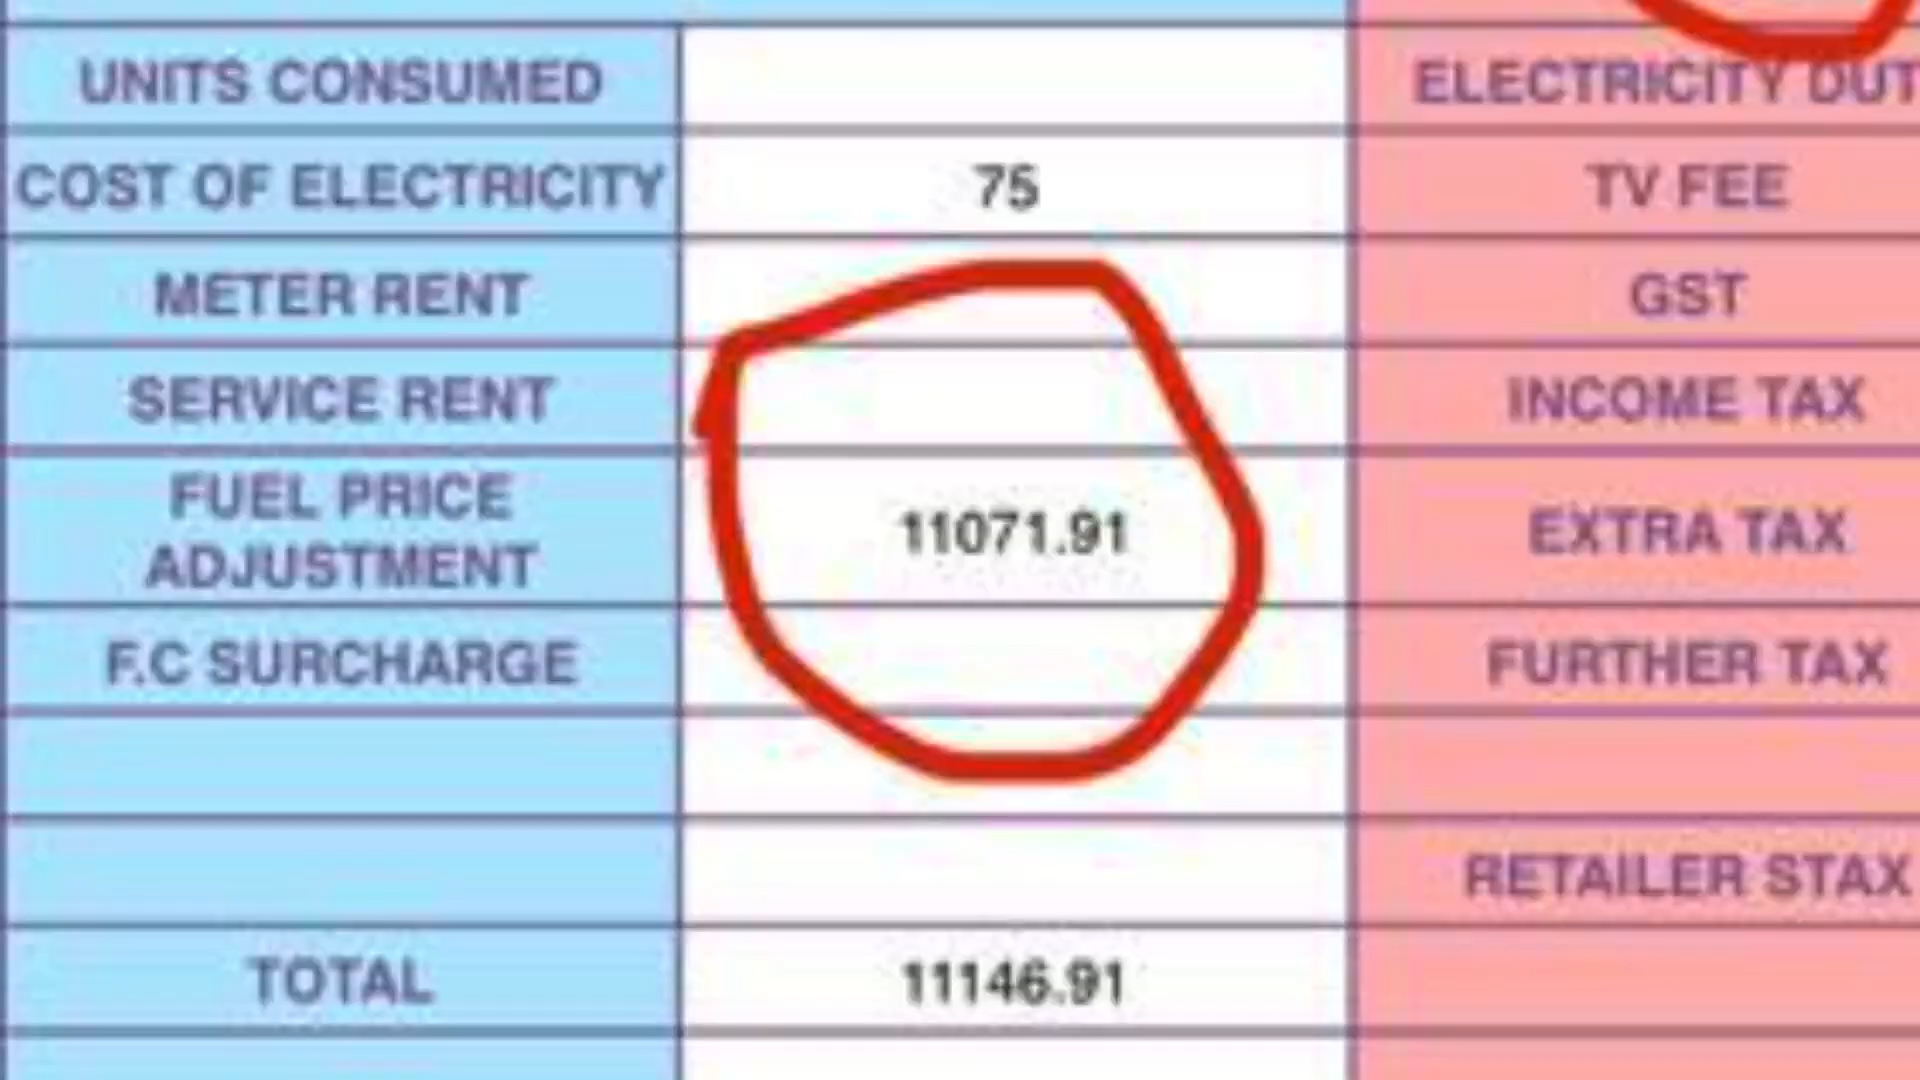 UNITS CONSUMED
ELECTRICITY DUT
COST OF ELECTRICITY 75 TV FEE
METER RENT GST
SERVICE RENT INCOME TAX
FUEL PRICE
ADJUSTMENT 11071.91 EXTRA TAX
F.C SURCHARGE FURTHER TAX
RETAILER STAX
TOTAL 11146.91